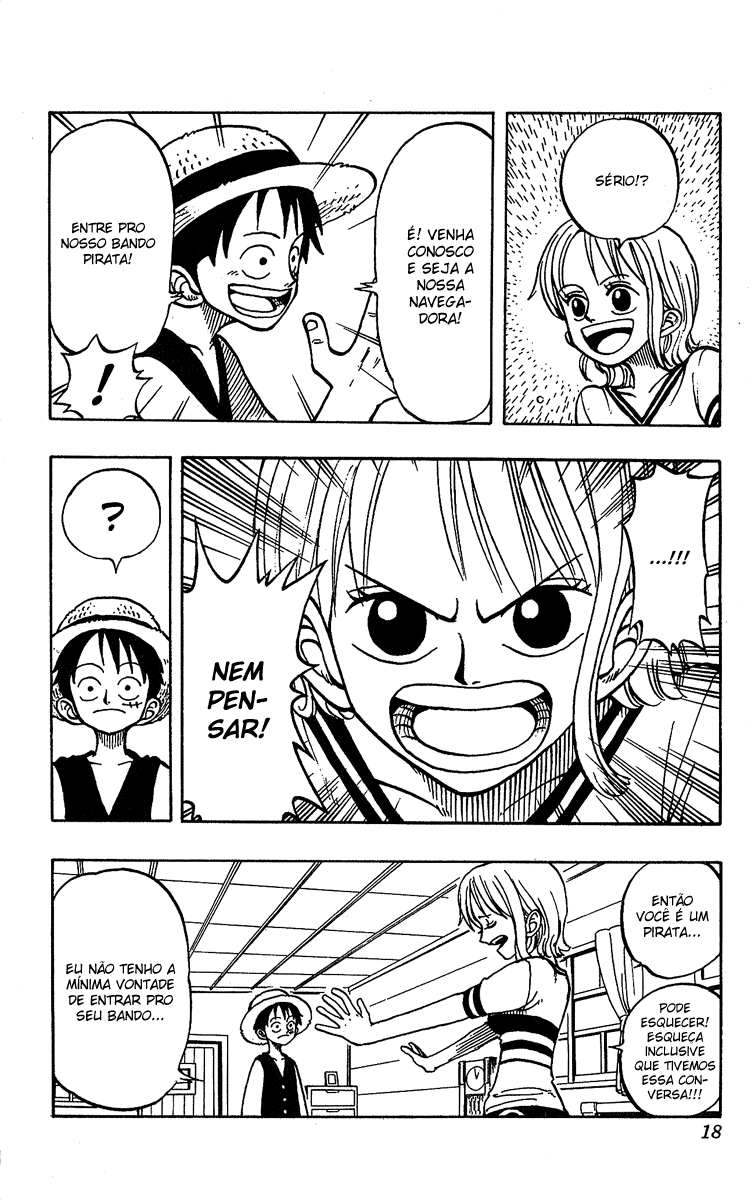 SÉRIO!?
É! VENHA
CONOSCO
E SEJA A
NOSSA
NAVEGA-
DORA!
ENTRE PRO
NOSSO BANDO
PIRATA!
!
...!!!
NEM
PEN-
SAR!
?
ENTÃO
VOCÊ É UM
PIRATA...
PODE
ESQUECER!
ESQUEÇA
INCLUSIVE
QUE TIVEMOS
ESSA CON-
VERSA!!!
EU NÃO TENHO A
MÍNIMA VONTADE
DE ENTRAR PRO
SEU BANDO...
18